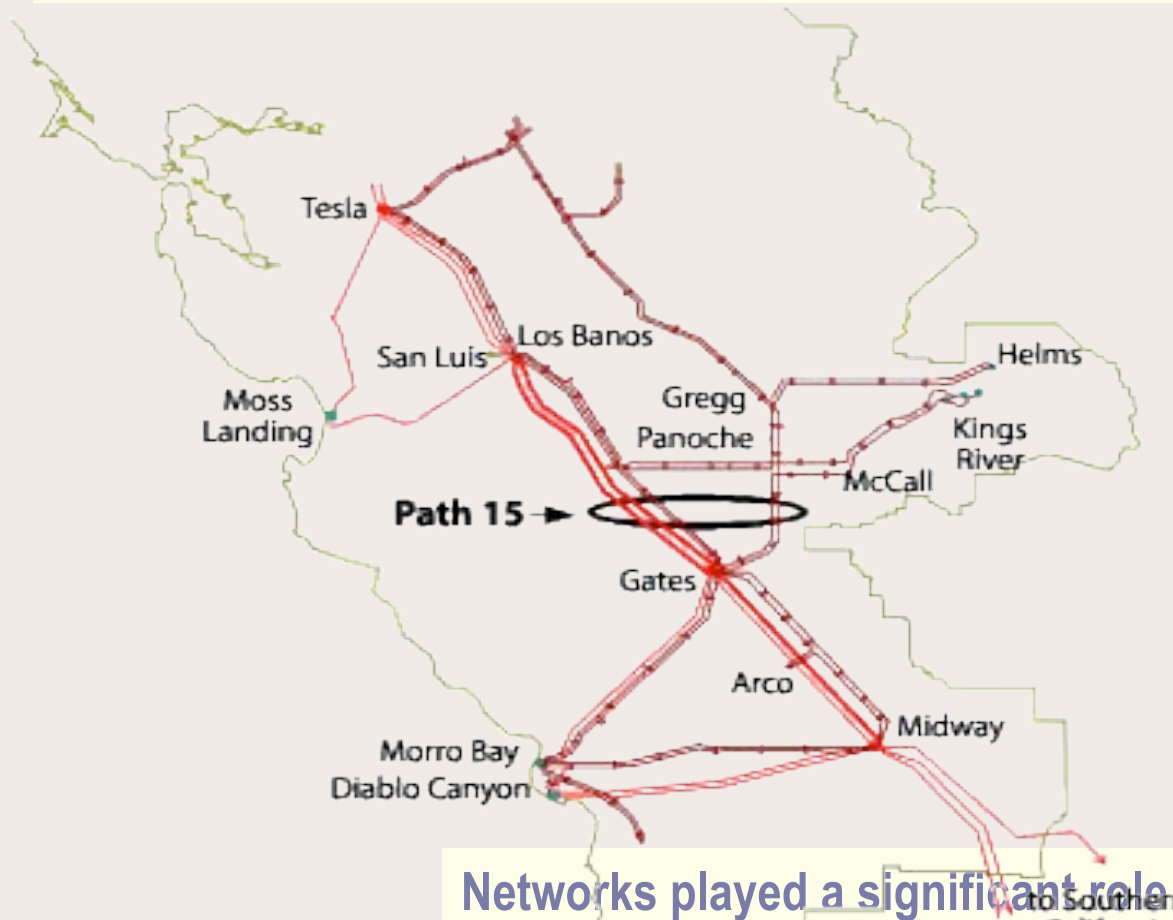 Tesla
Los Banos
San Luis
Helms
Moss
Landing
Gregg
Panoche
Kings
River
McCall
Path 15
Gates
Arco
Midway
Morro Bay
Diablo Canyon
Networks played a significant role
to